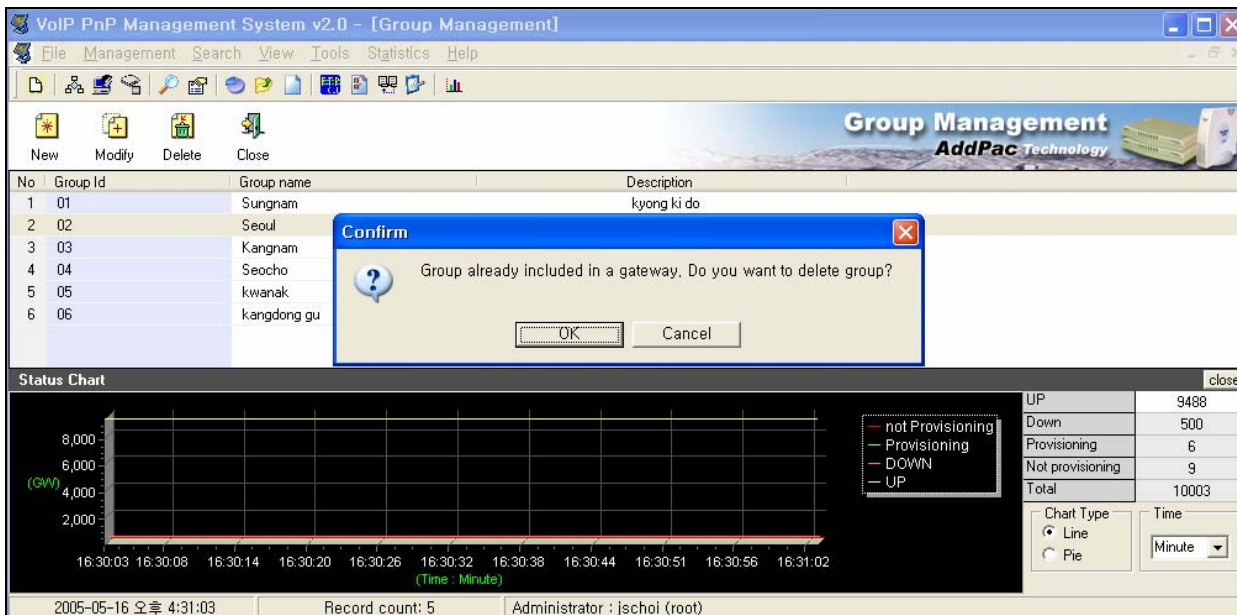 VoIP PnP Management System v2.0 - [Group Management]
File Management Search View Tools Statistics Help
New Modify Delete Close
Group Management
AddPac Technology
No Group Id Group name Description
1 01 Sungnam kyong ki do
2 02 Seoul
3 03 Kangnam
4 04 Seocho
5 05 kwanak
6 06 kangdong gu
Confirm
Group already included in a gateway, Do you want to delete group?
OK Cancel
Status Chart close
8,000
6,000
(GW)
4,000
2,000
16:30:03 16:30:08 16:30:14 16:30:20 16:30:26 16:30:32 16:30:38 16:30:44 16:30:51 16:30:56 16:31:02
(Time : Minute)
not Provisioning
Provisioning
DOWN
UP
UP 9488
Down 500
Provisioning 6
Not provisioning 9
Total 10003
Chart Type
Line
Pie
Time
Minute
2005-05-16 오후 4:31:03 Record count: 5 Administrator : jschoi (root)